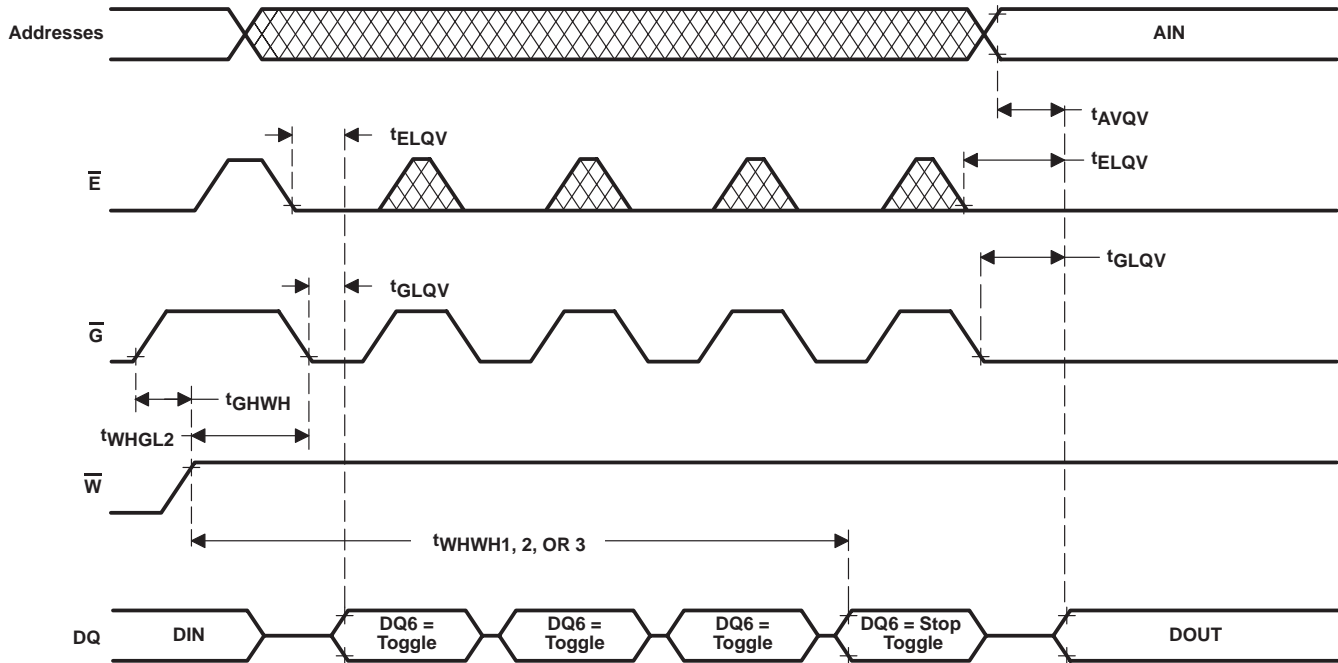 Addresses
AIN
tAVQV
tELQV
tELQV
E
tGLQV
tGLQV
G
tGHWH
tWHGL2
W
tWHWH1, 2, OR 3
DQ
DIN
DQ6 =
Toggle
DQ6 =
Toggle
DQ6 =
Toggle
DQ6 = Stop
Toggle
DOUT